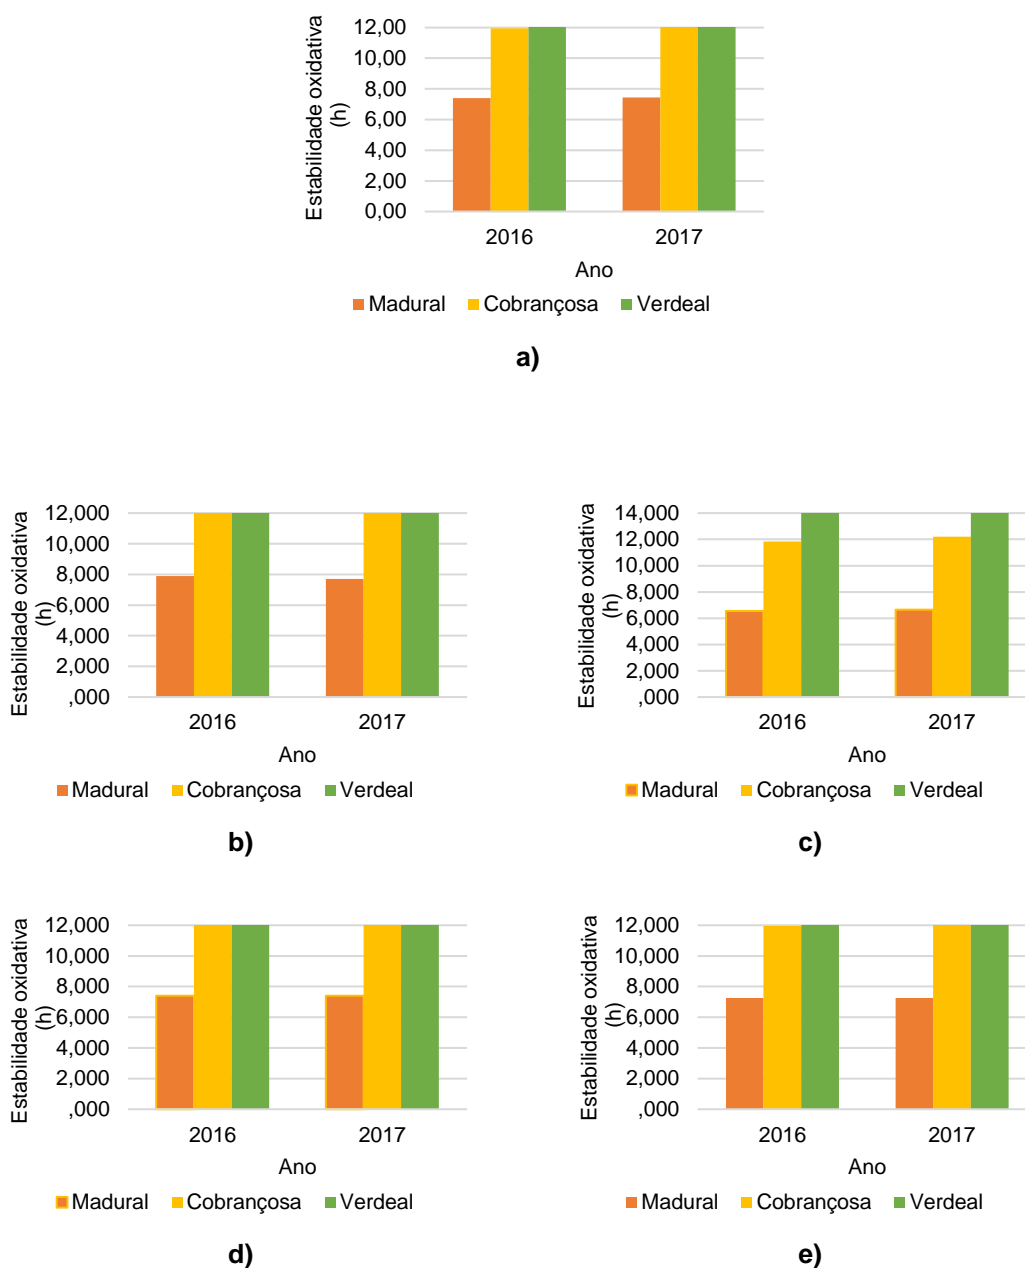 Estabilidade oxidativa
(h)
12,00
10,00
8,00
6,00
4,00
2,00
0,00
2016
2017
Ano
Madural Cobrançosa Verdeal
a)
Estabilidade oxidativa
(h)
12,000
10,000
8,000
6,000
4,000
2,000
,000
2016
2017
Ano
Madural Cobrançosa Verdeal
b)
Estabilidade oxidativa
(h)
14,000
12,000
10,000
8,000
6,000
4,000
2,000
,000
2016
2017
Ano
Madural Cobrançosa Verdeal
c)
Estabilidade oxidativa
(h)
12,000
10,000
8,000
6,000
4,000
2,000
,000
2016
2017
Ano
Madural Cobrançosa Verdeal
d)
Estabilidade oxidativa
(h)
12,000
10,000
8,000
6,000
4,000
2,000
,000
2016
2017
Ano
Madural Cobrançosa Verdeal
e)